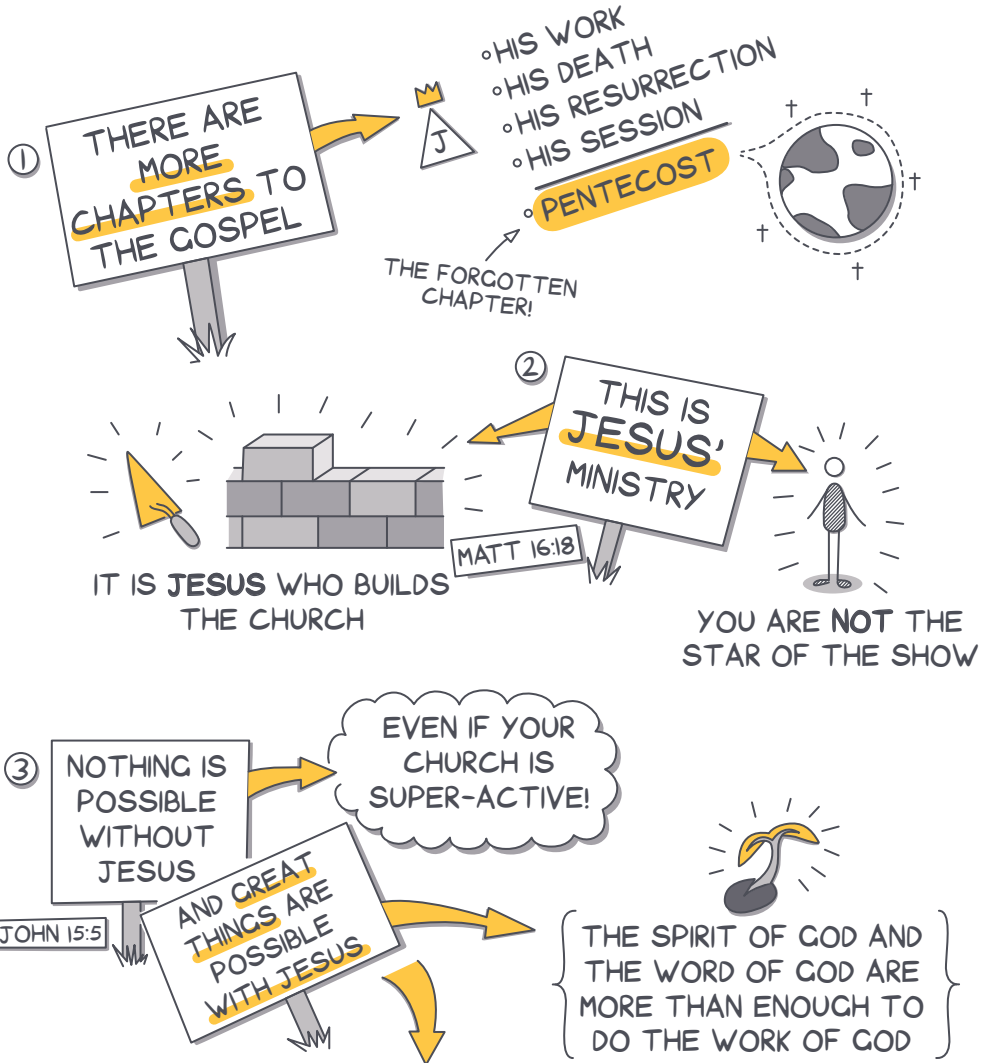 1
THERE ARE
MORE
CHAPTERS TO
THE GOSPEL
J
HIS WORK
HIS DEATH
HIS RESURRECTION
HIS SESSION
PENTECOST
THE FORGOTTEN
CHAPTER!
2
THIS IS
JESUS'
MINISTRY
MATT 16:18
IT IS JESUS WHO BUILDS
THE CHURCH
YOU ARE NOT THE
STAR OF THE SHOW
3
NOTHING IS
POSSIBLE
WITHOUT
JESUS
JOHN 15:5
EVEN IF YOUR
CHURCH IS
SUPER-ACTIVE!
AND GREAT
THINGS ARE
POSSIBLE
WITH JESUS
THE SPIRIT OF GOD AND
THE WORD OF GOD ARE
MORE THAN ENOUGH TO
DO THE WORK OF GOD